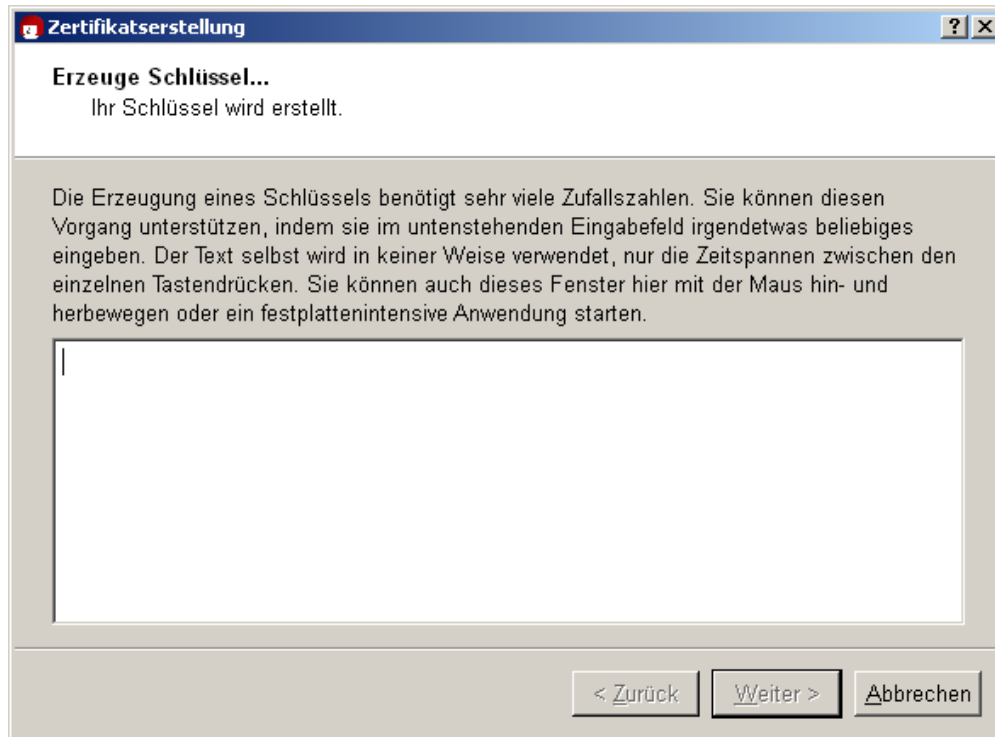 Zertifikatserstellung
Erzeuge Schlüssel...
Ihr Schlüssel wird erstellt.
Die Erzeugung eines Schlüssels benötigt sehr viele Zufallszahlen. Sie können diesen
Vorgang unterstützen, indem sie im untenstehenden Eingabefeld irgendetwas beliebiges
eingeben. Der Text selbst wird in keiner Weise verwendet, nur die Zeitspannen zwischen den
einzelnen Tastendrücken. Sie können auch dieses Fenster hier mit der Maus hin- und
herbewegen oder ein festplattenintensive Anwendung starten.
< Zurück Weiter > Abbrechen